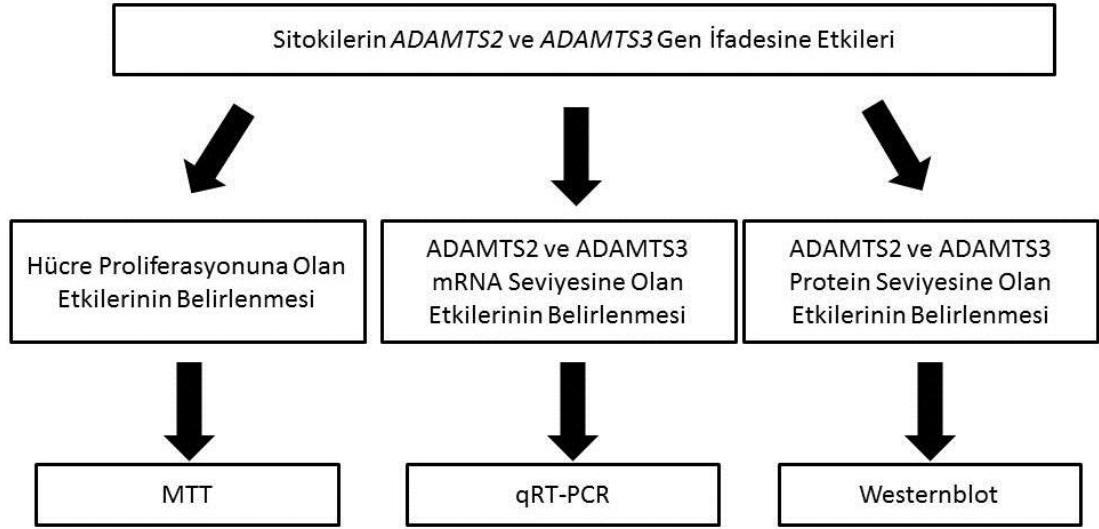 Sitokilerin ADAMTS2 ve ADAMTS3 Gen İfadesine Etkileri
Hücre Proliferasyonuna Olan
Etkilerinin Belirlenmesi
ADAMTS2 ve ADAMTS3
mRNA Seviyesine Olan
Etkilerinin Belirlenmesi
ADAMTS2 ve ADAMTS3
Protein Seviyesine Olan
Etkilerinin Belirlenmesi
MTT
qRT-PCR
Westernblot